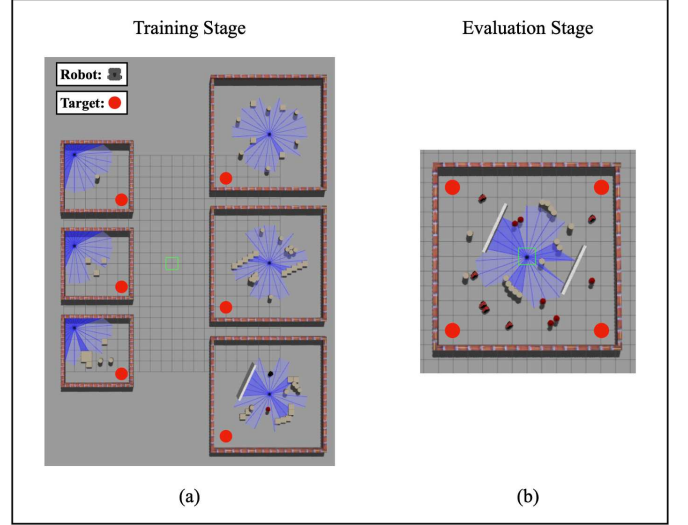 Training Stage
Evaluation Stage
Robot:
Target:
(a)
(b)